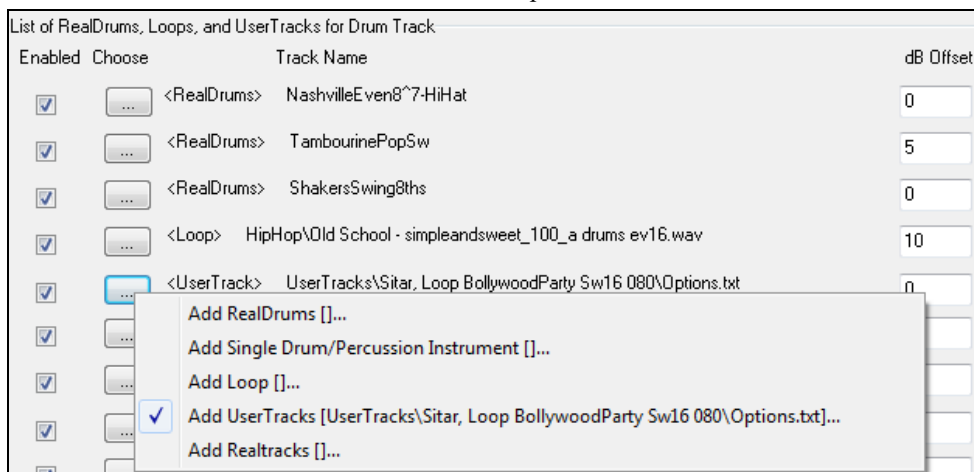 List of RealDrums, Loops, and UserTracks for Drum Track
Enabled Choose Track Name dB Offset
... <RealDrums> NashvilleEven8^7-HiHat 0
... <RealDrums> TambourinePopSw 5
... <RealDrums> ShakersSwing8ths 0
... <Loop> HipHop\Old School - simpleandsweet_100_a drums ev16.wav 10
... <UserTrack> UserTracks\Sitar, Loop BollywoodParty Sw16 080\Options.txt 0
Add RealDrums []...
Add Single Drum/Percussion Instrument []...
Add Loop []...
Add UserTracks [UserTracks\Sitar, Loop BollywoodParty Sw16 080\Options.txt]...
Add Realtracks []...